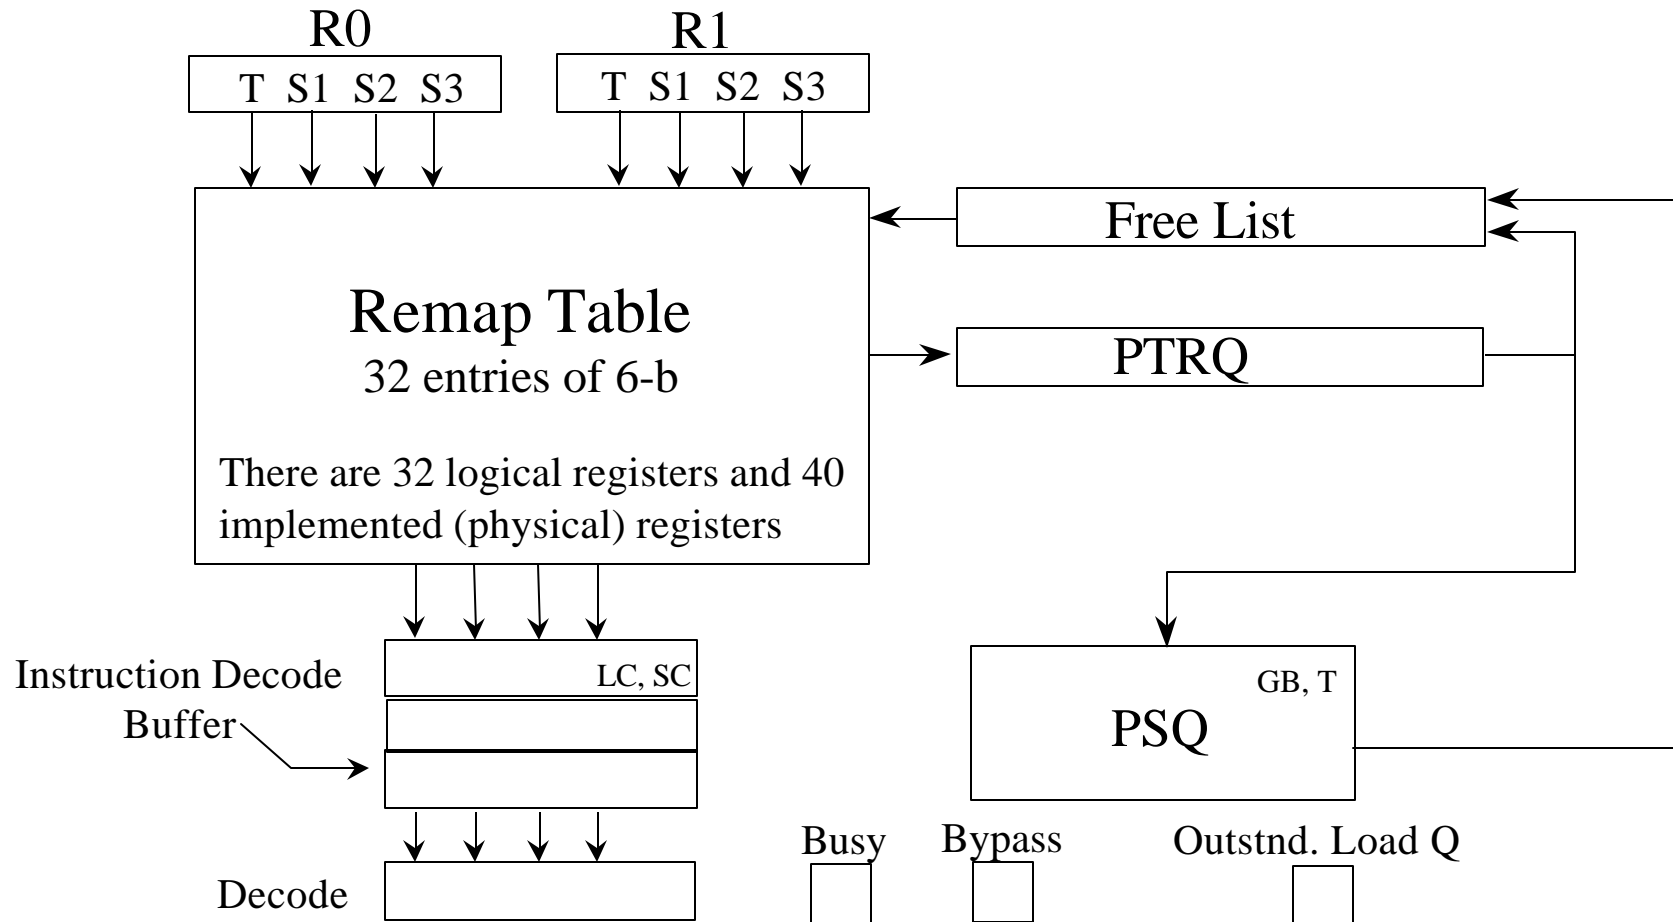 R0
R1
T S1 S2 S3
T S1 S2 S3
Free List
Remap Table
32 entries of 6-b
PTRQ
There are 32 logical registers and 40
implemented (physical) registers
Instruction Decode
Buffer
LC, SC
GB, T
PSQ
Busy
Bypass
Outstnd. Load Q
Decode